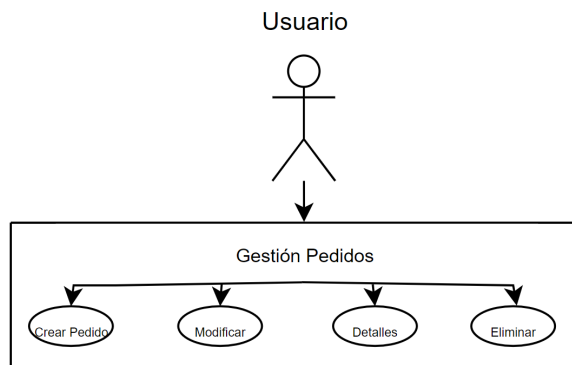 Usuario
Gestión Pedidos
Crear Pedido
Modificar
Detalles
Eliminar